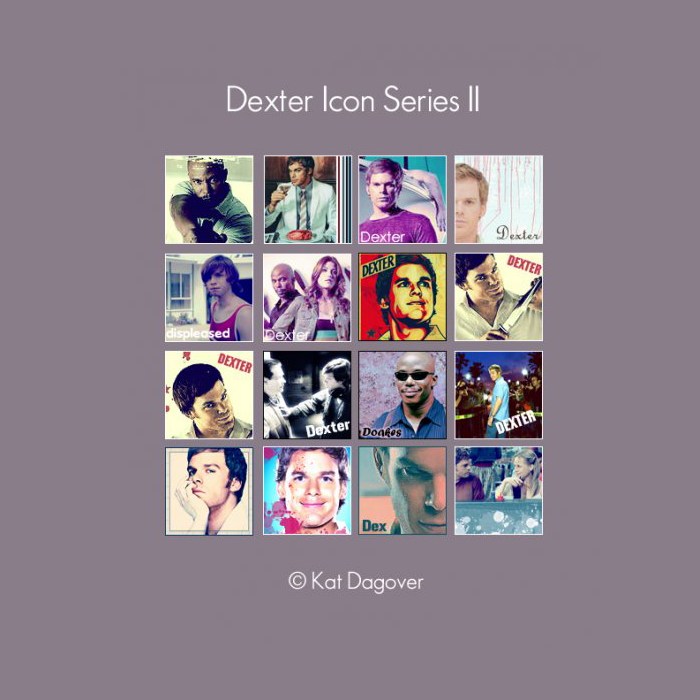 Dexter Icon Series II
Dexter
Dexter
displeased
Dexter
DEXTER
DEXTER
DEXTER
Dexter
Doakes
DEXTER
Dex
© Kat Dagover